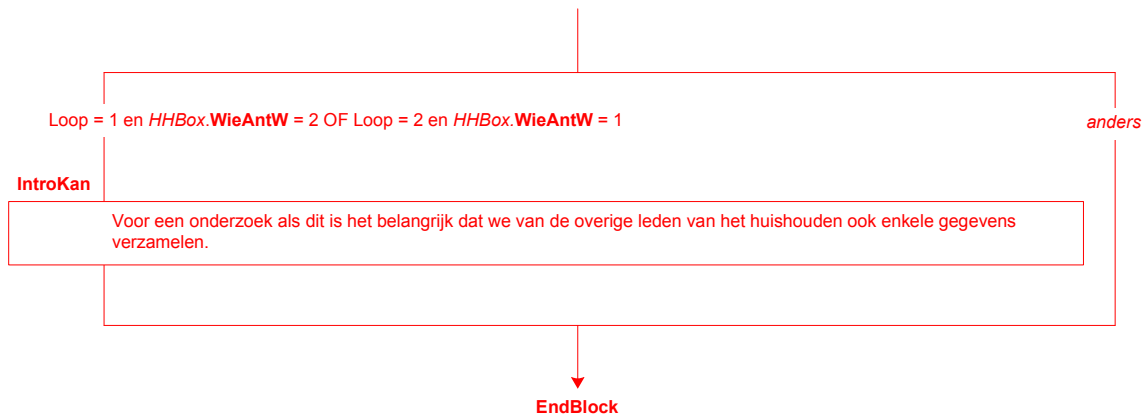 Loop = 1 en HHBox.WieAntW = 2 OF Loop = 2 en HHBox.WieAntW = 1
anders
IntroKan
Voor een onderzoek als dit is het belangrijk dat we van de overige leden van het huishouden ook enkele gegevens
verzamelen.
EndBlock